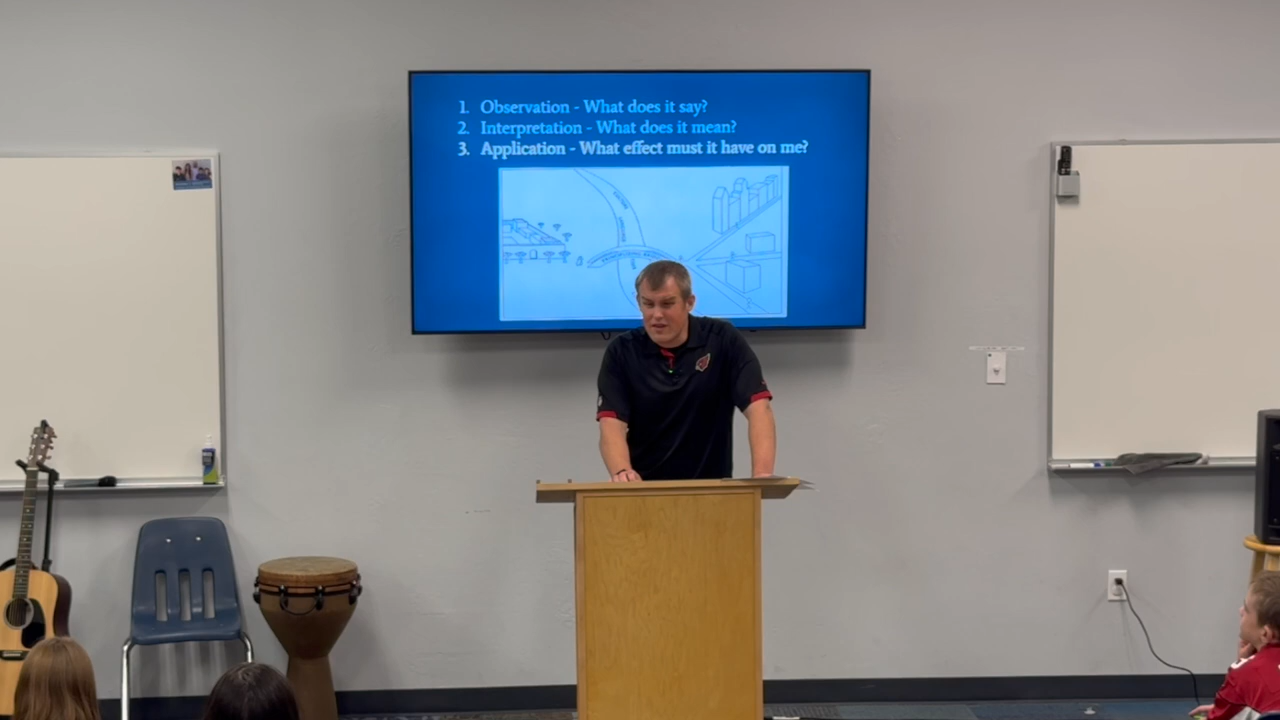 1. Observation - What does it say?
2. Interpretation - What does it mean?
3. Application - What effect must it have on me?